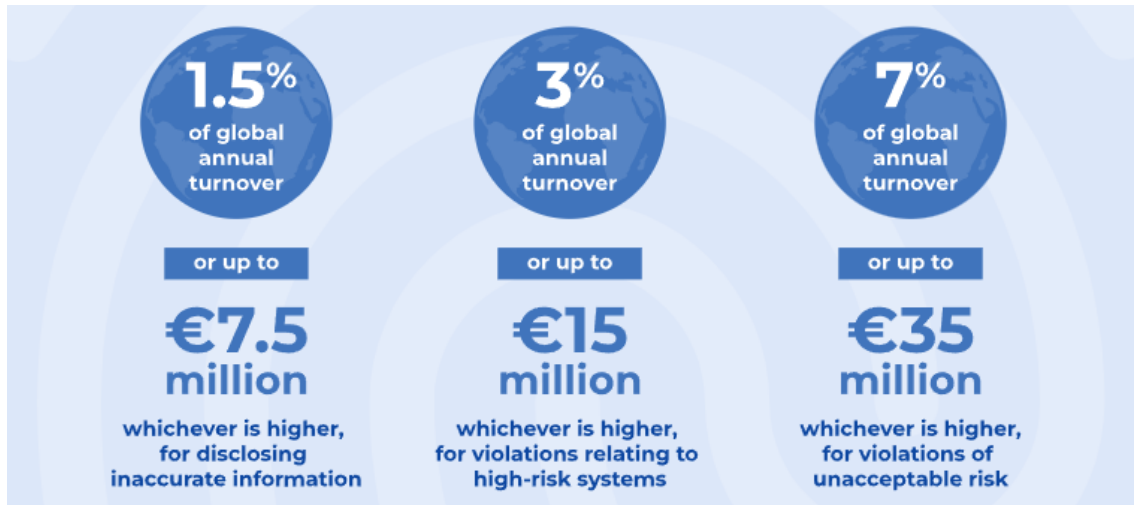 1.5%
of global
annual
turnover
or up to
€7.5
million
whichever is higher,
for disclosing
inaccurate information
3%
of global
annual
turnover
or up to
€15
million
whichever is higher,
for violations relating to
high-risk systems
7%
of global
annual
turnover
or up to
€35
million
whichever is higher,
for violations of
unacceptable risk